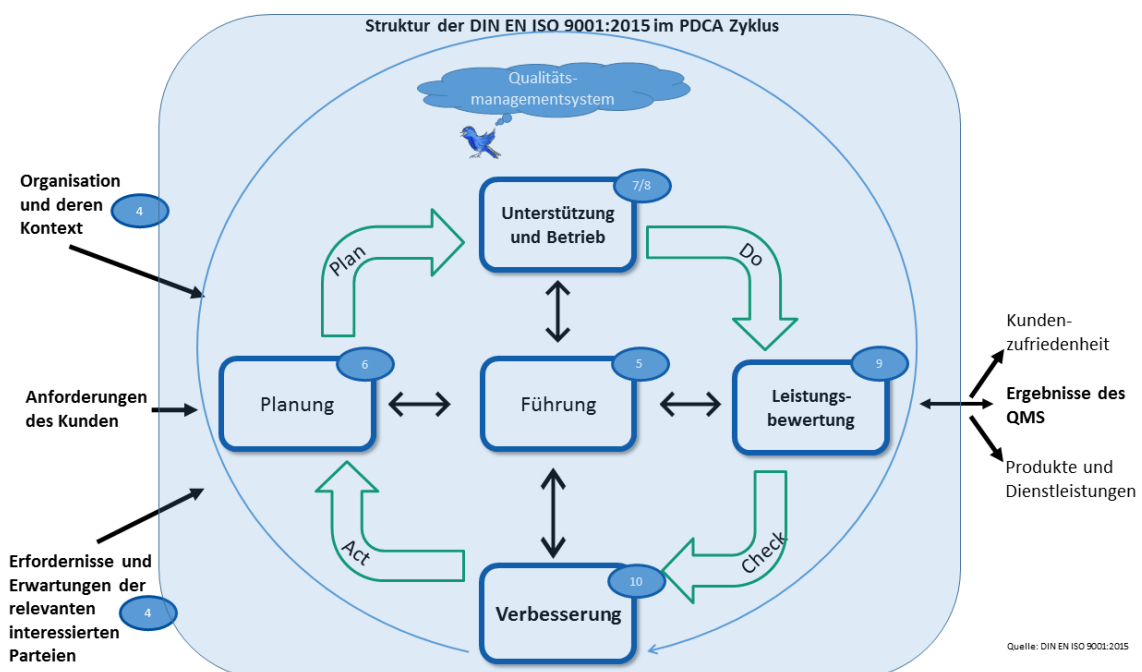 Struktur der DIN EN ISO 9001:2015 im PDCA Zyklus
Qualitäts-
managementsystem
Organisation
und deren
Kontext
4
7/8
Unterstützung
und Betrieb
Plan
Do
6
Planung
5
Führung
9
Leistungs-
bewertung
Anforderungen
des Kunden
Kunden-
zufriedenheit
Ergebnisse des
QMS
Produkte und
Dienstleistungen
Act
Check
10
Verbesserung
Erfordernisse und
Erwartungen der
relevanten
interessierten
Parteien
4
Quelle: DIN EN ISO 9001:2015